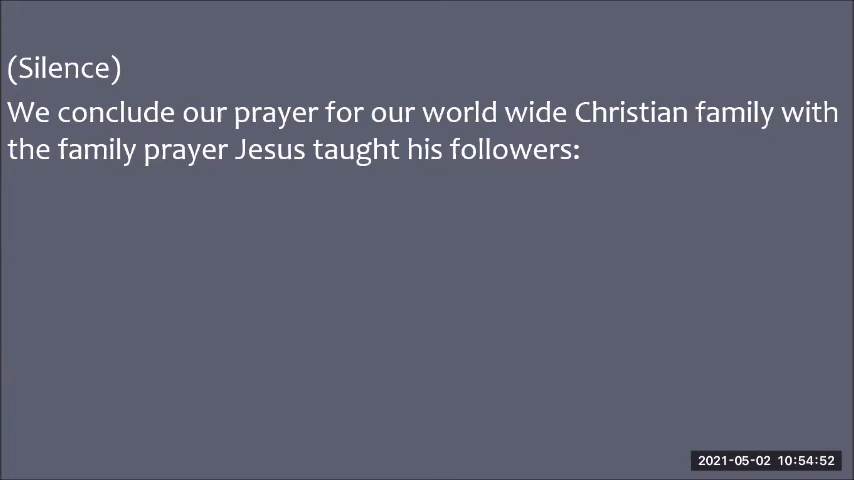 (Silence)
We conclude our prayer for our world wide Christian family with
the family prayer Jesus taught his followers:
2021-05-02 10:54:52